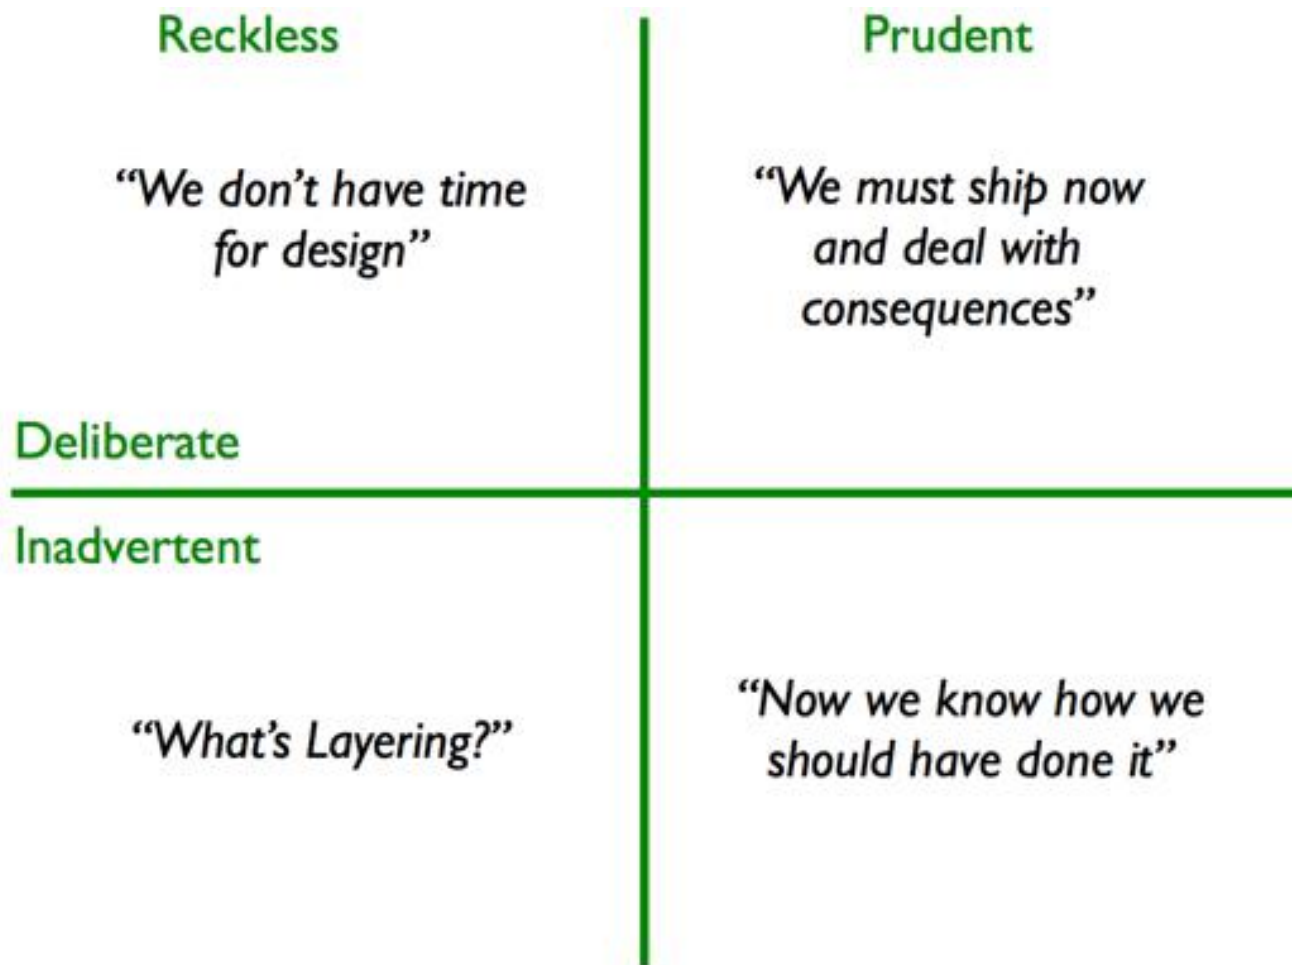 Reckless
Prudent
“We don’t have time
for design”
“We must ship now
and deal with
consequences”
Deliberate
Inadvertent
“What’s Layering?”
“Now we know how we
should have done it”